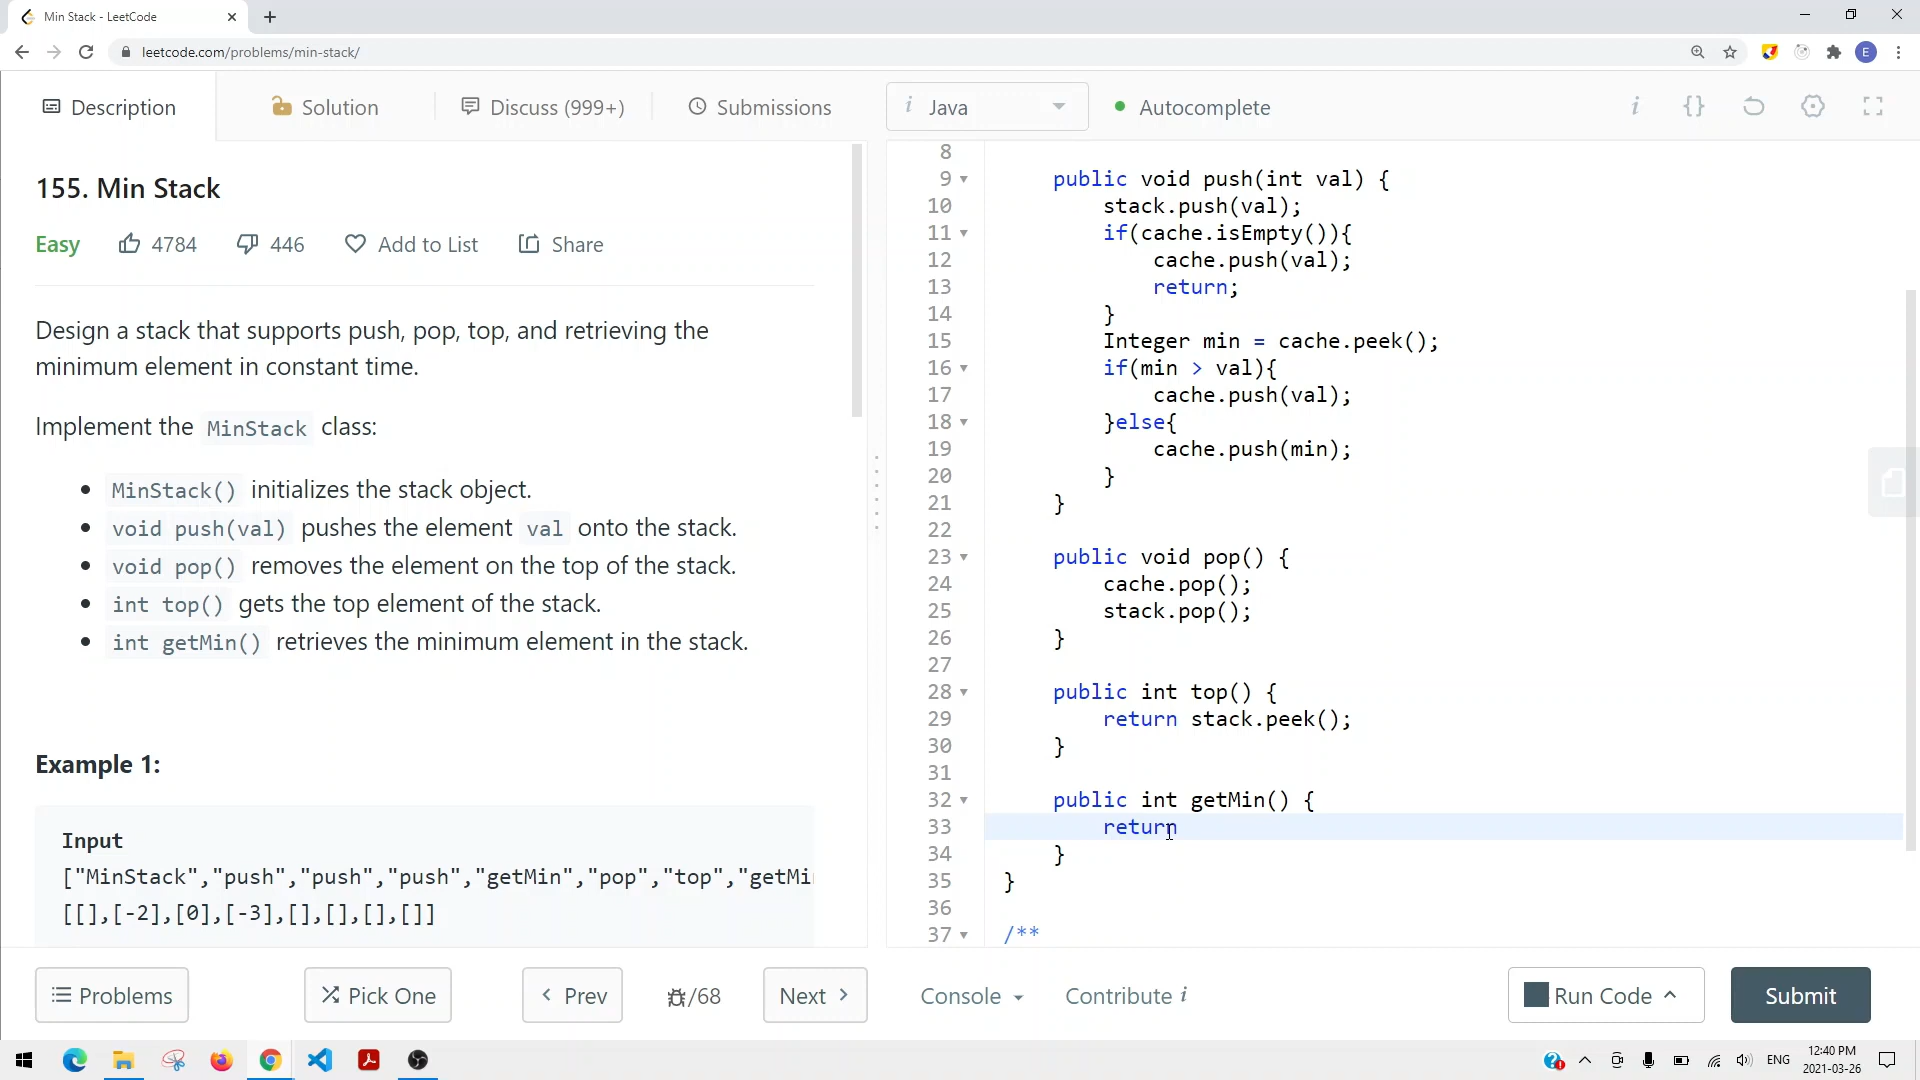 Min Stack - LeetCode
leetcode.com/problems/min-stack/
E
Description
Solution
Discuss (999+)
Submissions
i Java
Autocomplete
i {}
155. Min Stack
Easy 4784 446 Add to List Share
Design a stack that supports push, pop, top, and retrieving the
minimum element in constant time.
Implement the MinStack class:
MinStack() initializes the stack object.
void push(val) pushes the element val onto the stack.
void pop() removes the element on the top of the stack.
int top() gets the top element of the stack.
int getMin() retrieves the minimum element in the stack.
Example 1:
Input
["MinStack","push","push","push","getMin","pop","top","getMi
[[],[-2],[0],[-3],[],[],[],[]]
8
9 public void push(int val) {
10 stack.push(val);
11 if(cache.isEmpty()){
12 cache.push(val);
13 return;
14 }
15 Integer min = cache.peek();
16 if(min > val){
17 cache.push(val);
18 }else{
19 cache.push(min);
20 }
21 }
22
23 public void pop() {
24 cache.pop();
25 stack.pop();
26 }
27
28 public int top() {
29 return stack.peek();
30 }
31
32 public int getMin() {
33 return
34 }
35 }
36
37 /**
Problems
Pick One
Prev
/68
Next
Console
Contribute i
Run Code
Submit
ENG
12:40 PM
2021-03-26